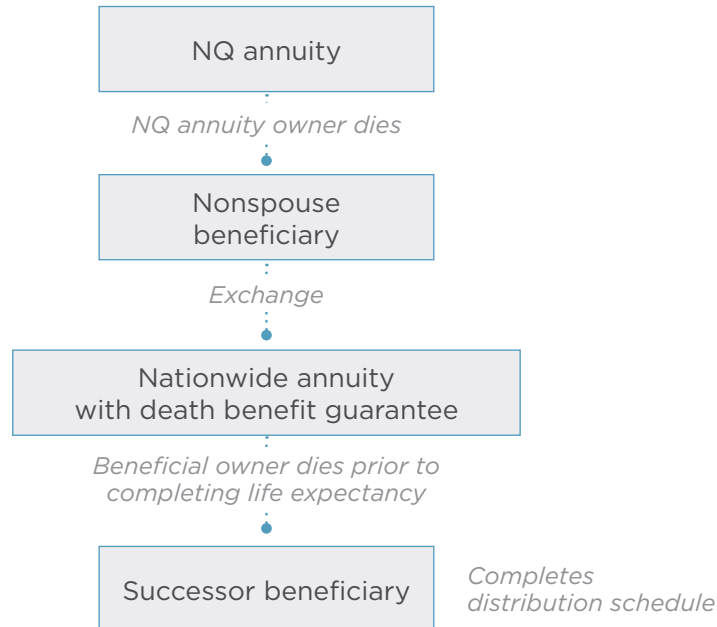 NQ annuity
NQ annuity owner dies
Nonspouse
beneficiary
Exchange
Nationwide annuity
with death benefit guarantee
Beneficial owner dies prior to
completing life expectancy
Successor beneficiary
Completes
distribution schedule